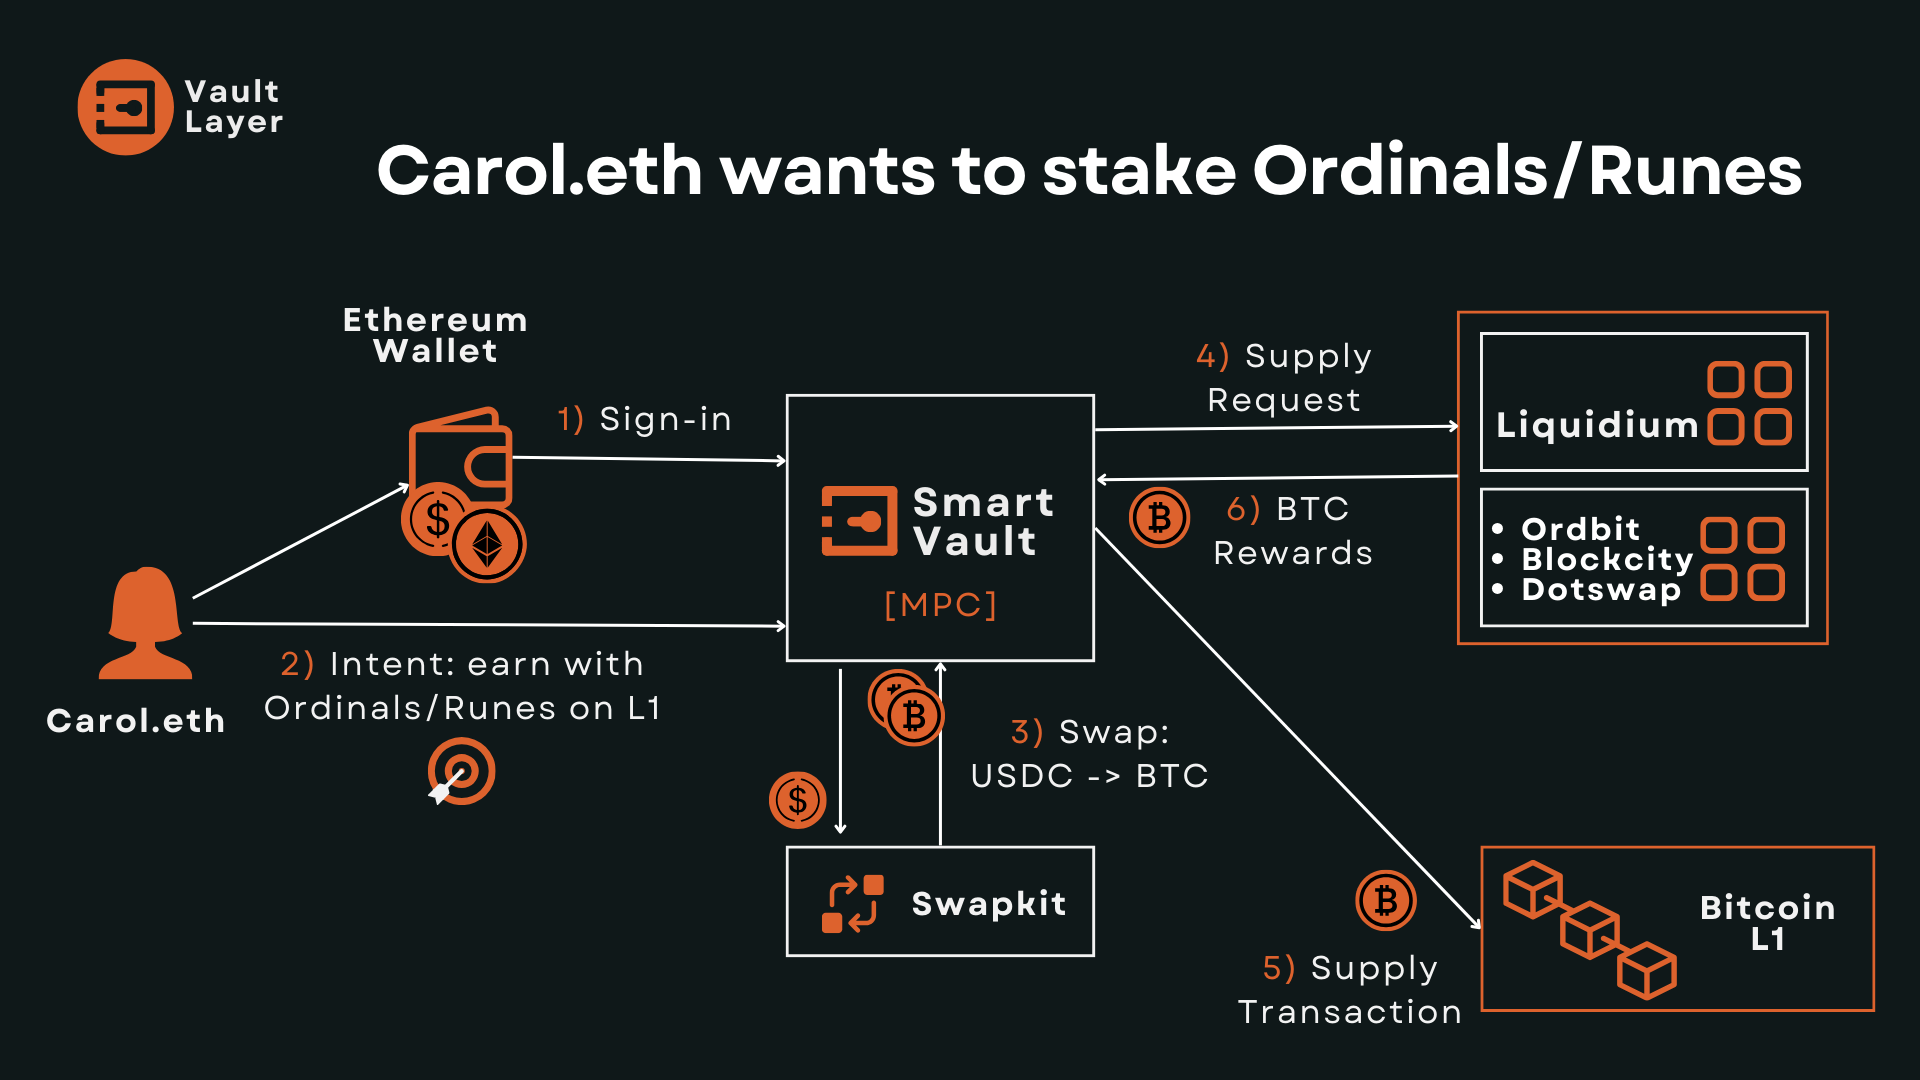 Vault
Layer
Carol.eth wants to stake Ordinals/Runes
Ethereum
Wallet
1) Sign-in
4) Supply
Request
Liquidium
Smart
Vault
[MPC]
6) BTC
Rewards
• Ordbit
• Blockcity
• Dotswap
2) Intent: earn with
Ordinals/Runes on L1
Carol.eth
3) Swap:
USDC -> BTC
$
Swapkit
Bitcoin
L1
5) Supply
Transaction